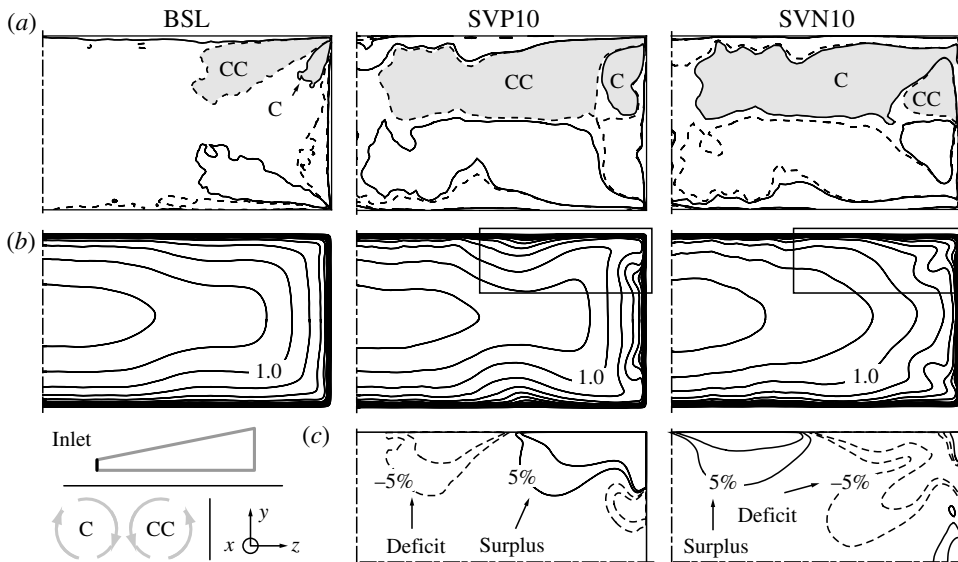 BSL SVP10 SVN10
(a)
CC C
CC C
C CC
(b)
1.0 1.0 1.0
Inlet
(c)
–5% 5% 5% –5%
Deficit Surplus Deficit
Surplus
C CC
y
x z